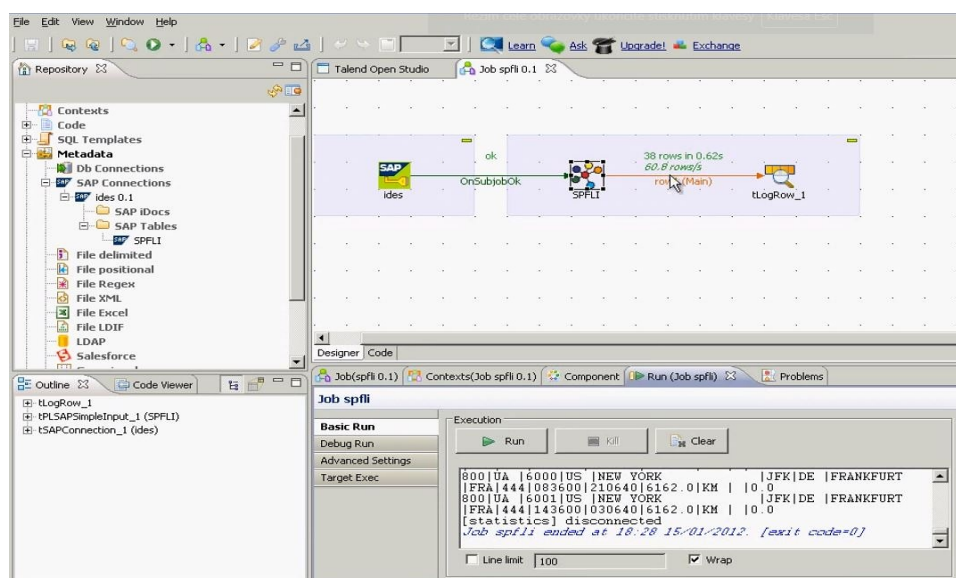 File Edit View Window Help
Learn Ask Upgrade! Exchange
Repository
Talend Open Studio Job spfli 0.1
Contexts
Code
SQL Templates
Metadata
Db Connections
SAP Connections
ides 0.1
SAP iDocs
SAP Tables
SPFLI
File delimited
File positional
File Regex
File XML
File Excel
File LDIF
LDAP
Salesforce
ok
OnSubjobOk
SAP
ides
SPFLI
38 rows in 0.62s
60.8 rows/s
(Main)
tLogRow_1
Designer Code
Outline Code Viewer
tLogRow_1
tPLSAPSimpleInput_1 (SPFLI)
tSAPConnection_1 (ides)
Job(spfli 0.1) Contexts(Job spfli 0.1) Component Run (Job spfli) Problems
Job spfli
Basic Run
Debug Run
Advanced Settings
Target Exec
Execution
Run Kill Clear
800|UA |6000|US |NEW YORK |JFK|DE |FRANKFURT
|FRA|444|083600|210640|6162.0|KM | |0.0
800|UA |6001|US |NEW YORK |JFK|DE |FRANKFURT
|FRA|444|143600|030640|6162.0|KM | |0.0
[statistics] disconnected
Job spfli ended at 18:28 15/01/2012. [exit code=0]
Line limit 100 Wrap